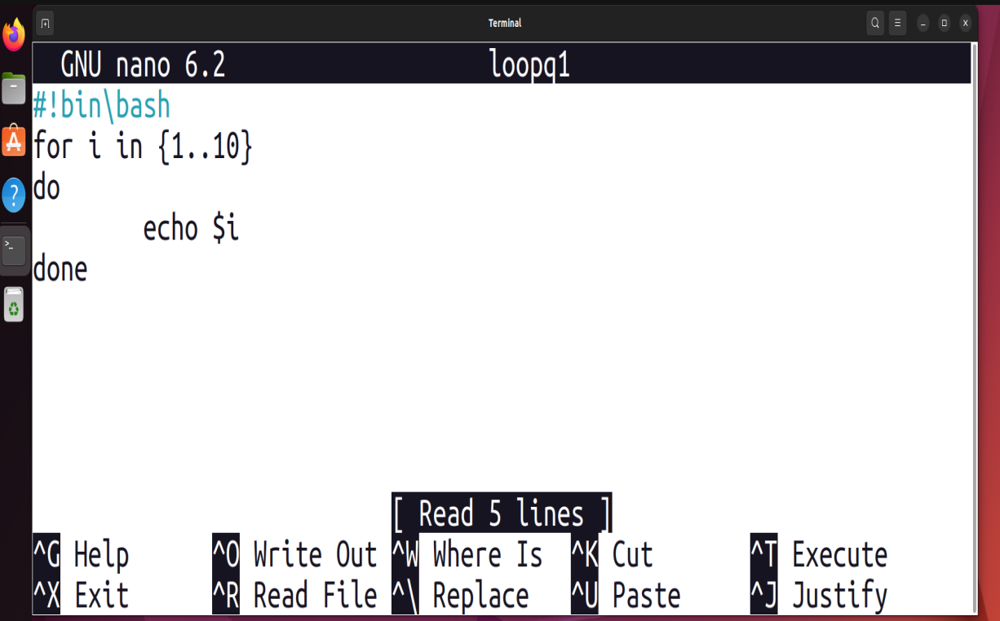 Terminal
GNU nano 6.2 loopq1
#!bin\bash
for i in {1..10}
do
        echo $i
done
[ Read 5 lines ]
^G Help ^O Write Out ^W Where Is ^K Cut ^T Execute
^X Exit ^R Read File ^\ Replace ^U Paste ^J Justify